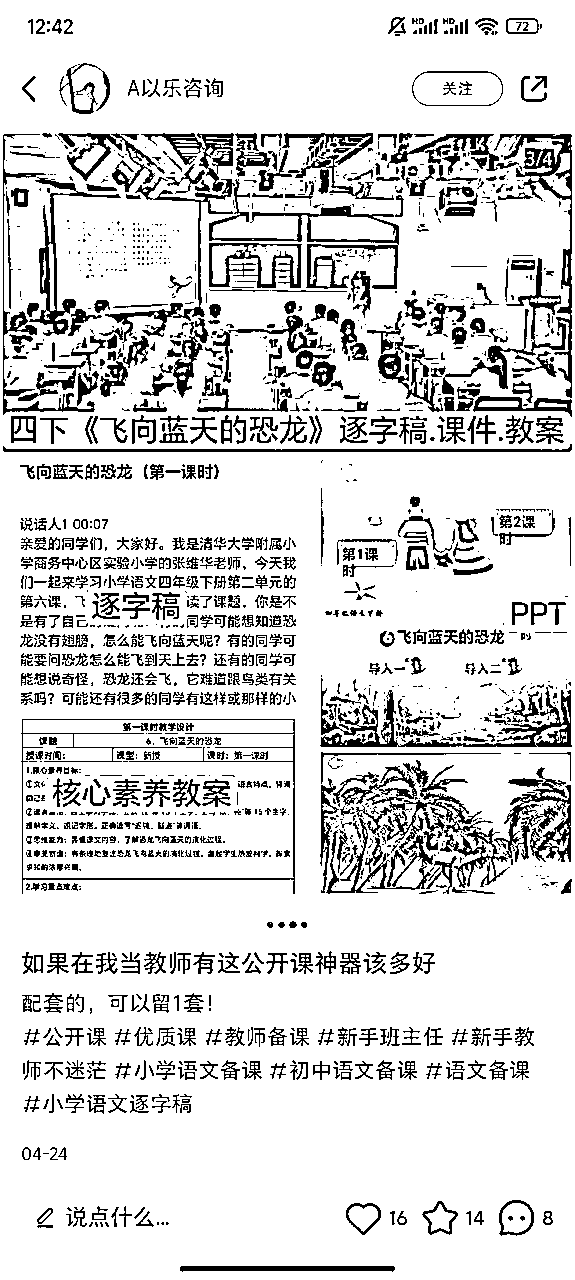 12:42
HD
HD
72
A以乐咨询
关注
3/4
四下《飞向蓝天的恐龙》逐字稿.课件.教案
飞向蓝天的恐龙（第一课时）
说话人1 00:07
亲爱的同学们，大家好。我是清华大学附属小
学商务中心区实验小学的张维华老师，今天我
们一起来学习小学语文四年级下册第二单元的
第六课，
读了课题，你是不
逐字稿
是有了自己
同学可能想知道恐
龙没有翅膀，怎么能飞向蓝天呢？有的同学可
能要问恐龙怎么能飞到天上去？还有的同学可
能想说奇怪，恐龙还会飞，它难道跟鸟类有关
系吗？可能还有很多的同学有这样或那样的小
第1课时
第2课时
PPT
飞向蓝天的恐龙
导入一
导入二
第一课时教学设计
课题
6．飞向蓝天的恐龙
授课时间：
课型：新授
课时：第一课时
1.核心素养目标：
核心素养教案
2.学习重点难点：
如果在我当教师有这公开课神器该多好
配套的，可以留1套！
#公开课 #优质课 #教师备课 #新手班主任 #新手教
师不迷茫 #小学语文备课 #初中语文备课 #语文备课
#小学语文逐字稿
04-24
说点什么...
16
14
8